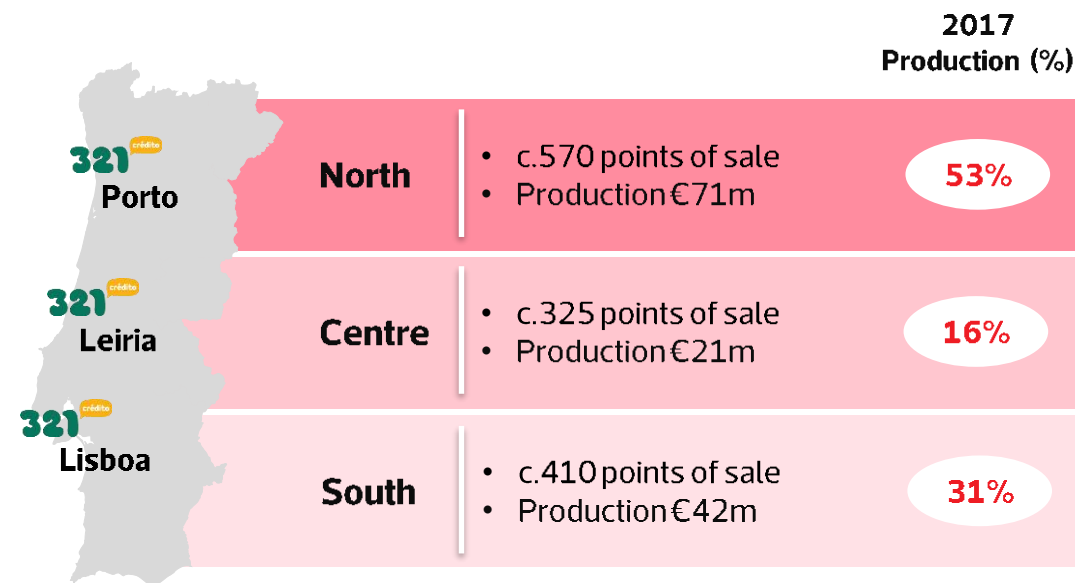 2017
Production (%)
321 crédito
Porto
North
• c.570 points of sale
• Production €71m
53%
321 crédito
Leiria
Centre
• c.325 points of sale
• Production €21m
16%
321 crédito
Lisboa
South
• c.410 points of sale
• Production €42m
31%